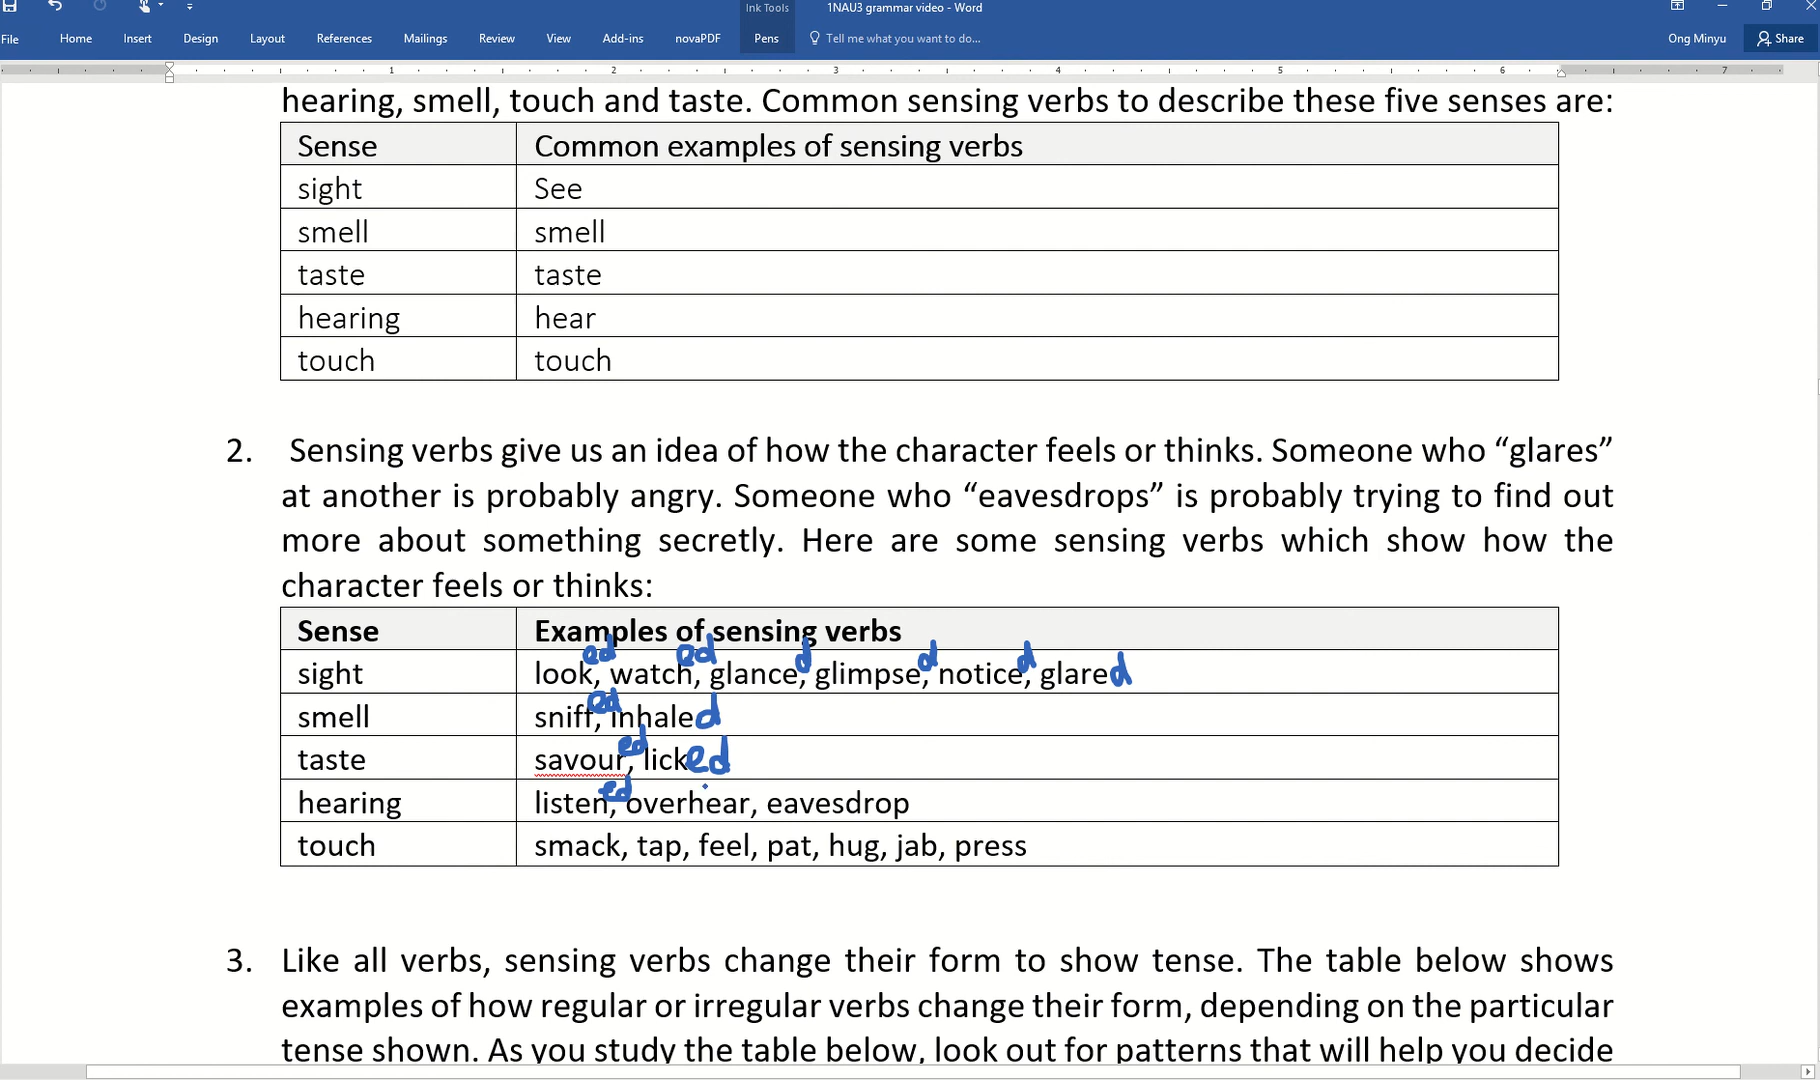 Ink Tools
1NAU3 grammar video - Word
File Home Insert Design Layout References Mailings Review View Add-ins novaPDF Pens Tell me what you want to do... Ong Minyu Share
1 2 3 4 5 6 7
hearing, smell, touch and taste. Common sensing verbs to describe these five senses are:
Sense Common examples of sensing verbs
sight See
smell smell
taste taste
hearing hear
touch touch
2. Sensing verbs give us an idea of how the character feels or thinks. Someone who “glares”
at another is probably angry. Someone who “eavesdrops” is probably trying to find out
more about something secretly. Here are some sensing verbs which show how the
character feels or thinks:
Sense Examples of sensing verbs
ed ed d d d
sight look, watch, glance, glimpse, notice, glared
ed
smell sniff, inhaled
ed
taste savour, licked
ed
hearing listen, overhear, eavesdrop
touch smack, tap, feel, pat, hug, jab, press
3. Like all verbs, sensing verbs change their form to show tense. The table below shows
examples of how regular or irregular verbs change their form, depending on the particular
tense shown. As you study the table below, look out for patterns that will help you decide